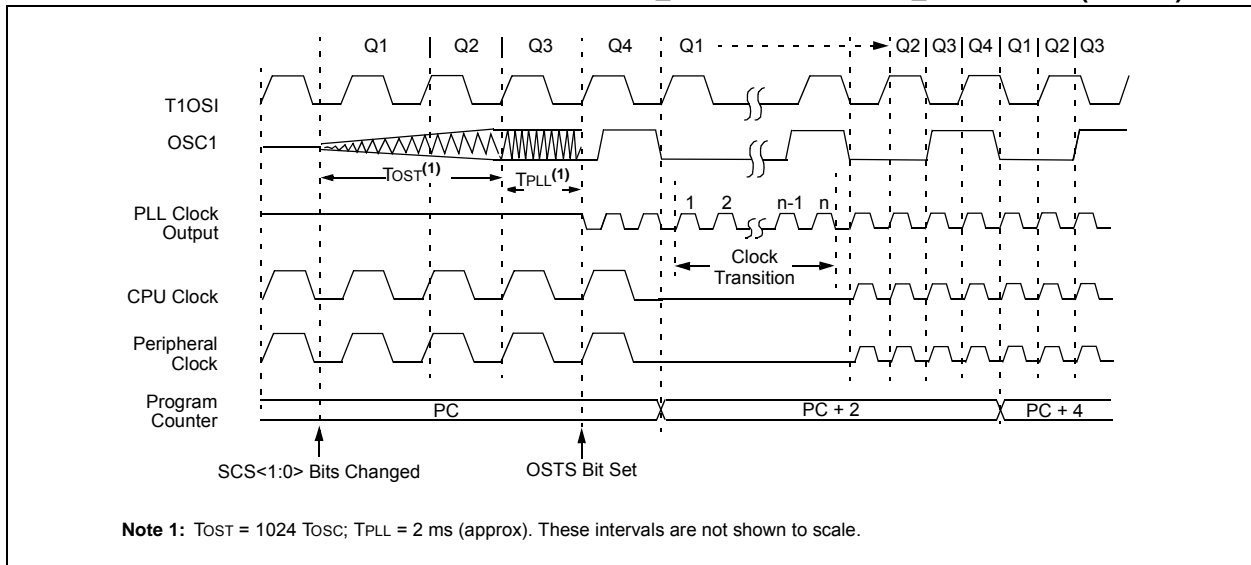 Q1 Q2 Q3 Q4 Q1 Q2 Q3 Q4 Q1 Q2 Q3
T1OSI
OSC1
TOST(1) TPLL(1)
1 2 n-1 n
PLL Clock
Output
Clock
Transition
CPU Clock
Peripheral
Clock
Program
Counter
PC PC + 2 PC + 4
SCS<1:0> Bits Changed OSTS Bit Set
Note 1: TOST = 1024 TOSC; TPLL = 2 ms (approx). These intervals are not shown to scale.